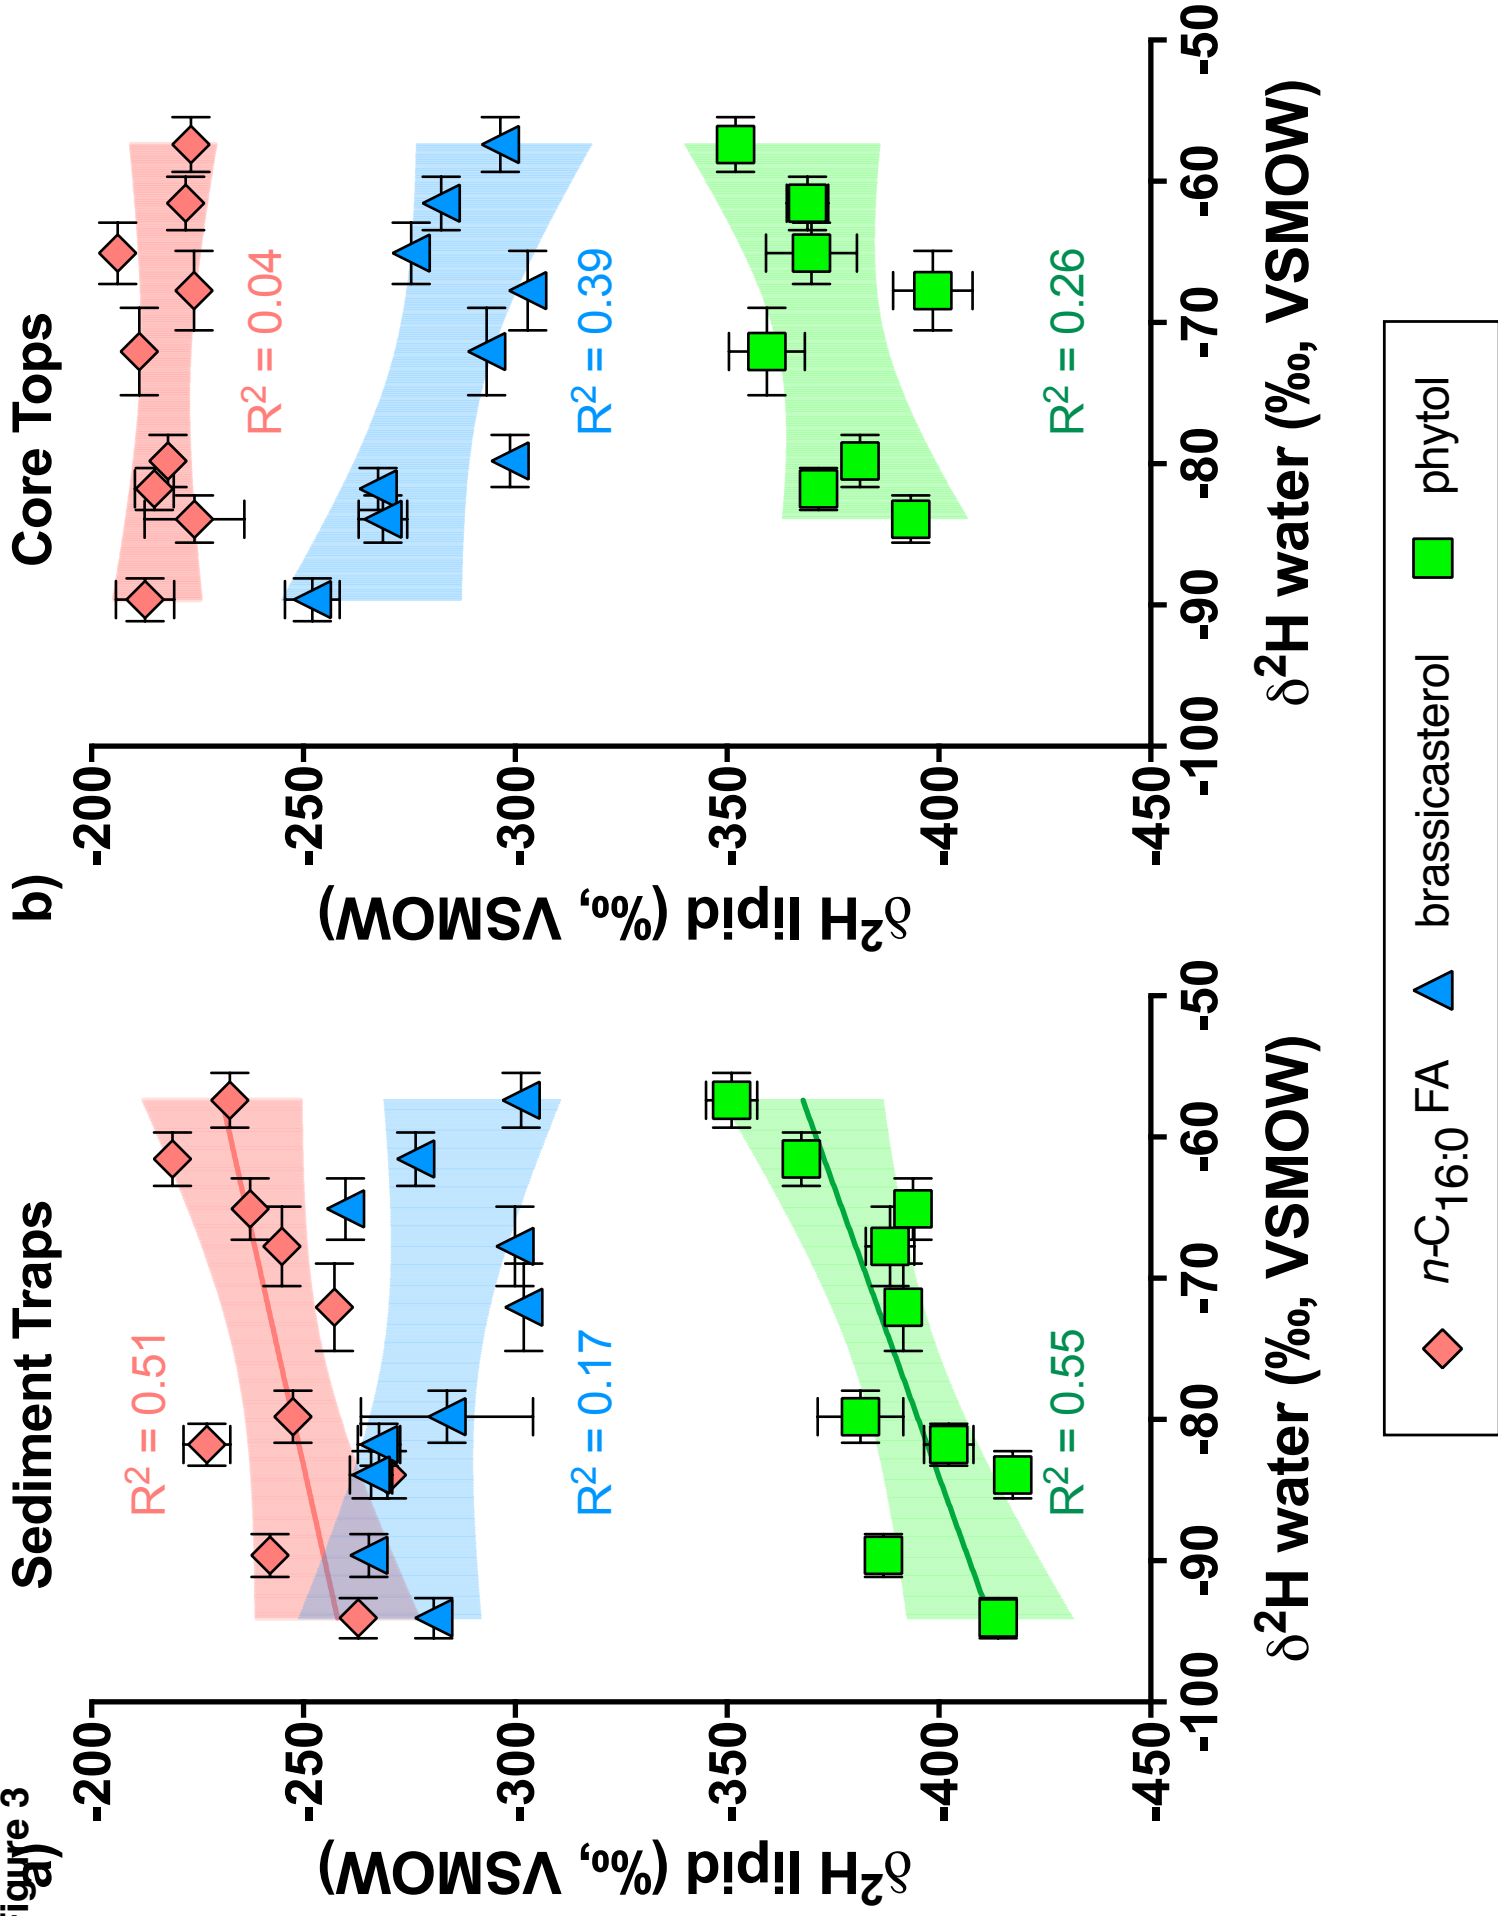 Figure 3
a)
Sediment Traps
δ²H lipid (‰, VSMOW)
-200
-250
-300
-350
-400
-450
R² = 0.51
R² = 0.17
R² = 0.55
-100
-90
-80
-70
-60
-50
δ²H water (‰, VSMOW)
b)
Core Tops
δ²H lipid (‰, VSMOW)
-200
-250
-300
-350
-400
-450
R² = 0.04
R² = 0.39
R² = 0.26
-100
-90
-80
-70
-60
-50
δ²H water (‰, VSMOW)
n-C16:0 FA brassicasterol phytol